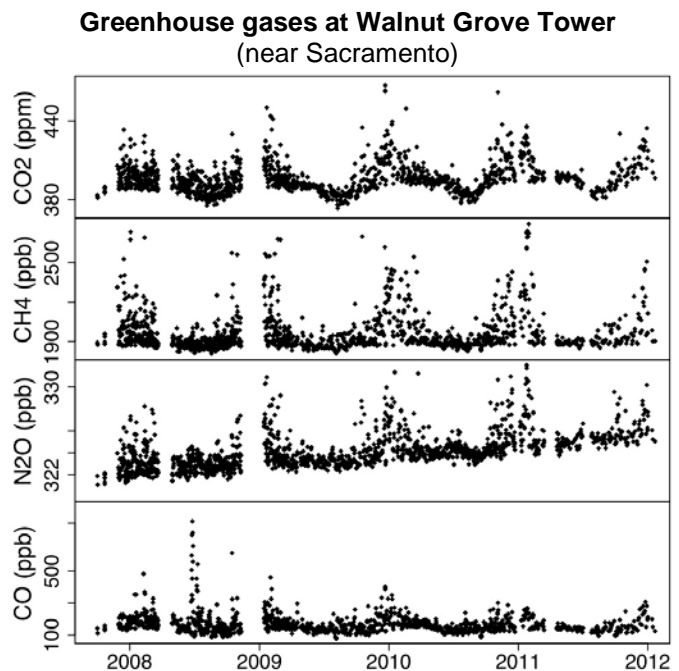 Greenhouse gases at Walnut Grove Tower
(near Sacramento)
CO2 (ppm)
440
380
CH4 (ppb)
2500
1900
N2O (ppb)
330
322
CO (ppb)
500
100
2008 2009 2010 2011 2012